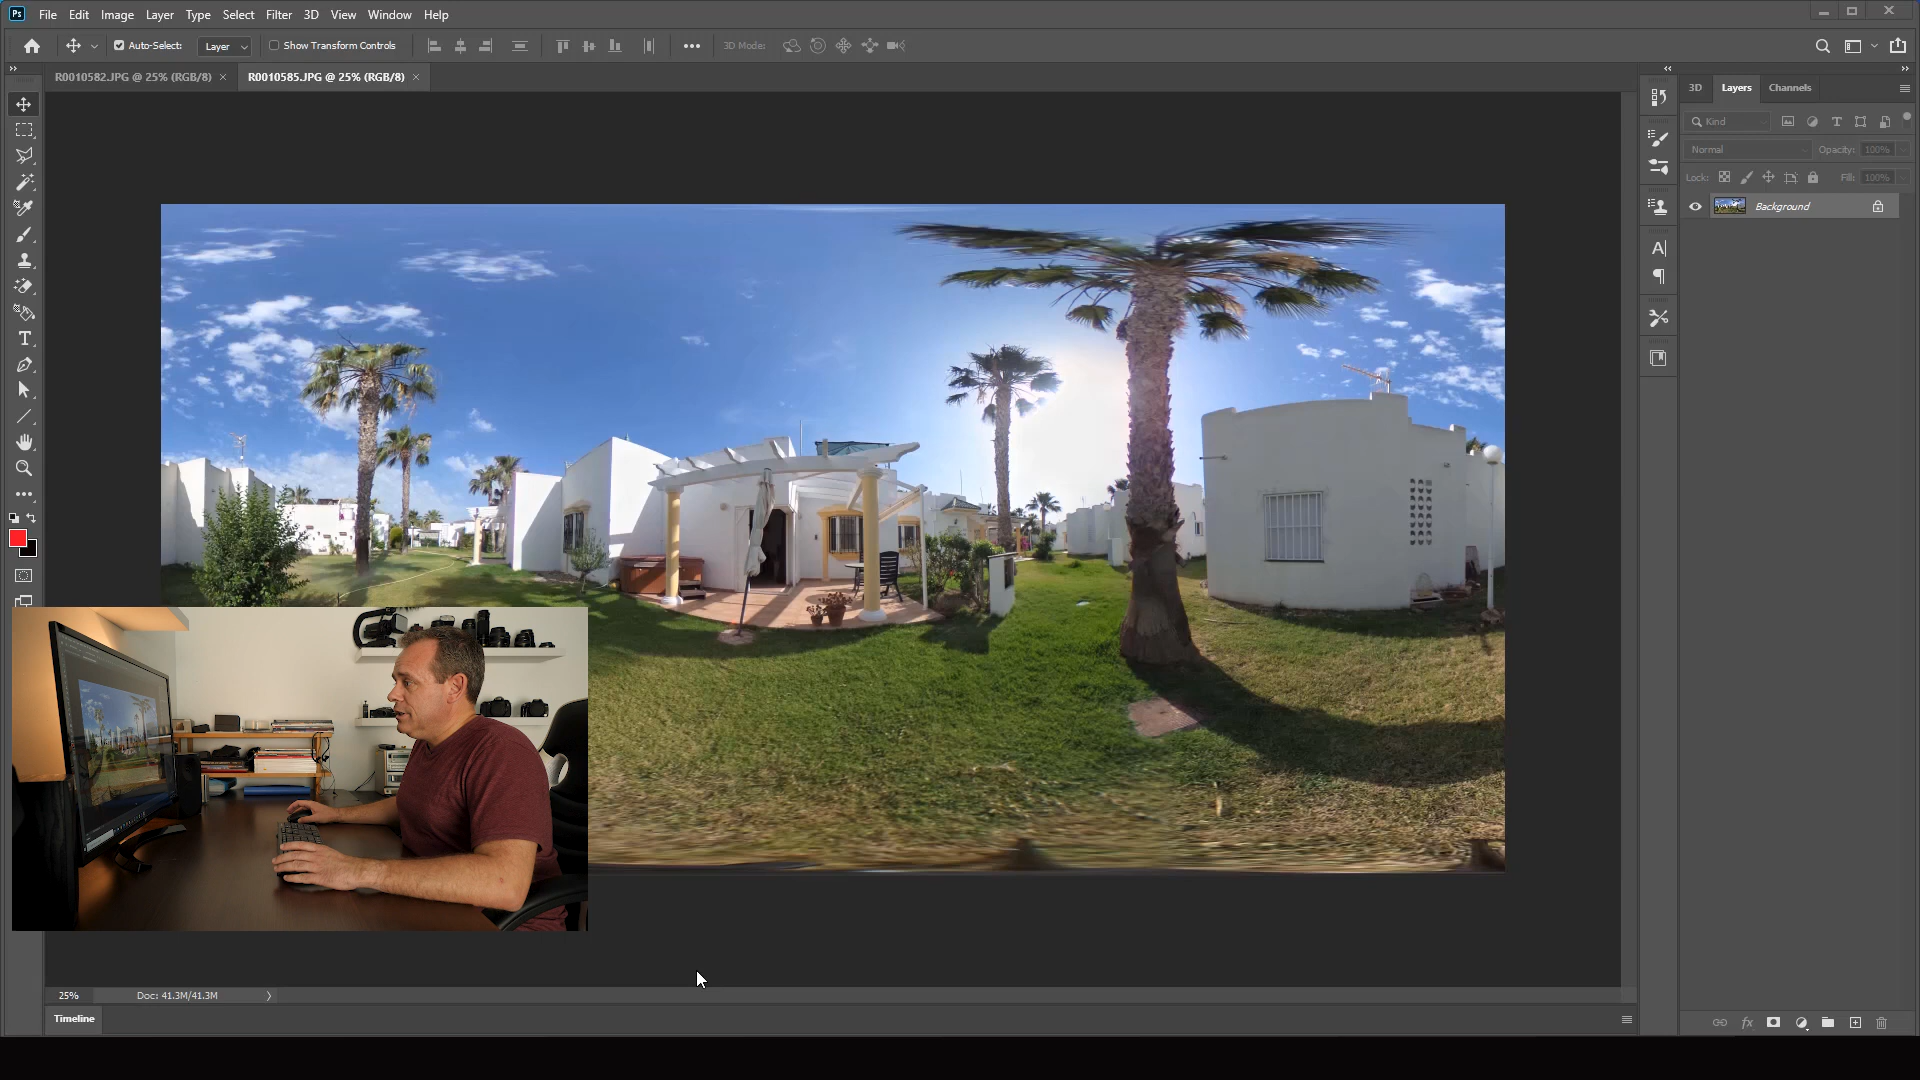 Ps File Edit Image Layer Type Select Filter 3D View Window Help
Auto-Select: Layer Show Transform Controls 3D Mode:
R0010582.JPG @ 25% (RGB/8) × R0010585.JPG @ 25% (RGB/8) ×
3D Layers Channels
Kind
Normal Opacity: 100%
Lock: Fill: 100%
Background
25% Doc: 41.3M/41.3M
Timeline